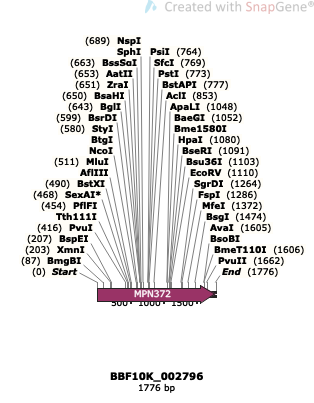 Created with SnapGene®
(689) NspI
SphI PsiI (764)
(663) BssSαI SfcI (769)
(653) AatII PstI (773)
(651) ZraI BstAPI (777)
(650) BsaHI AclI (853)
(643) BglI ApaLI (1048)
(599) BsrDI BaeGI (1052)
(580) StyI Bme1580I
BtgI HpaI (1080)
NcoI BseRI (1091)
(511) MluI Bsu36I (1103)
AflIII EcoRV (1110)
(490) BstXI SgrDI (1264)
(468) SexAI* FspI (1286)
(454) PflFI MfeI (1372)
Tth111I BsgI (1474)
(416) PvuI AvaI (1605)
(207) BspEI BsoBI
(203) XmnI BmeT110I (1606)
(87) BmgBI PvuII (1662)
(0) Start End (1776)
MPN372
500 1000 1500
BBF10K_002796
1776 bp